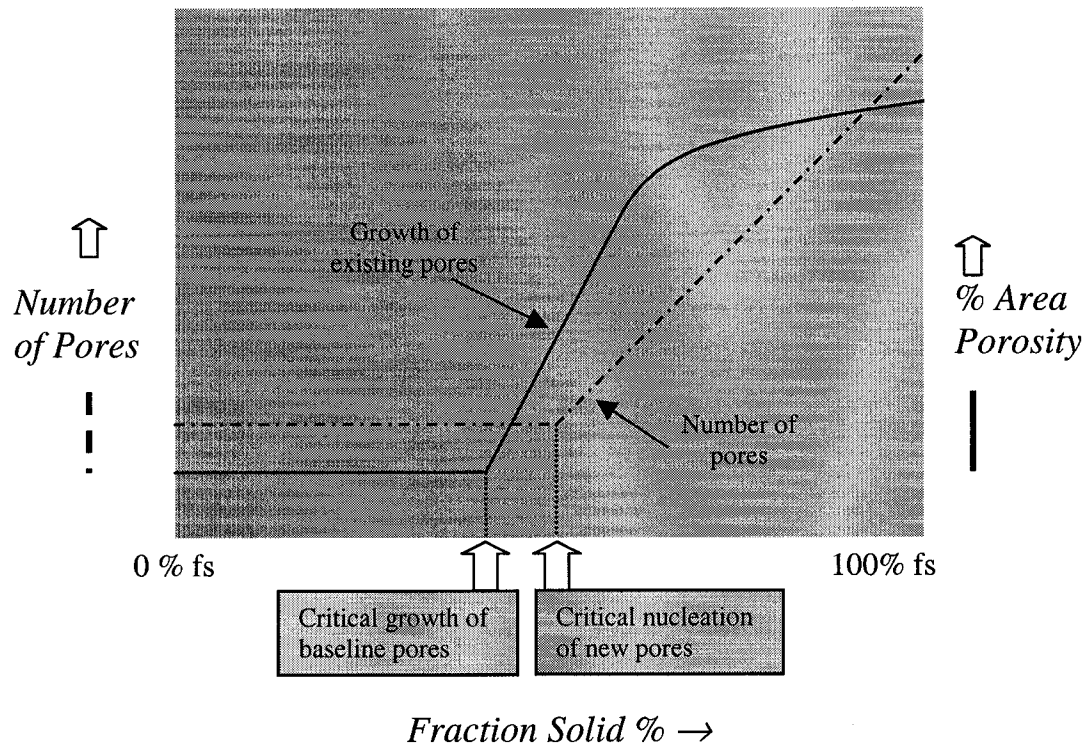 Growth of
existing pores
Number
of Pores
% Area
Porosity
Number of
pores
0 % fs
100% fs
Critical growth of
baseline pores
Critical nucleation
of new pores
Fraction Solid % →